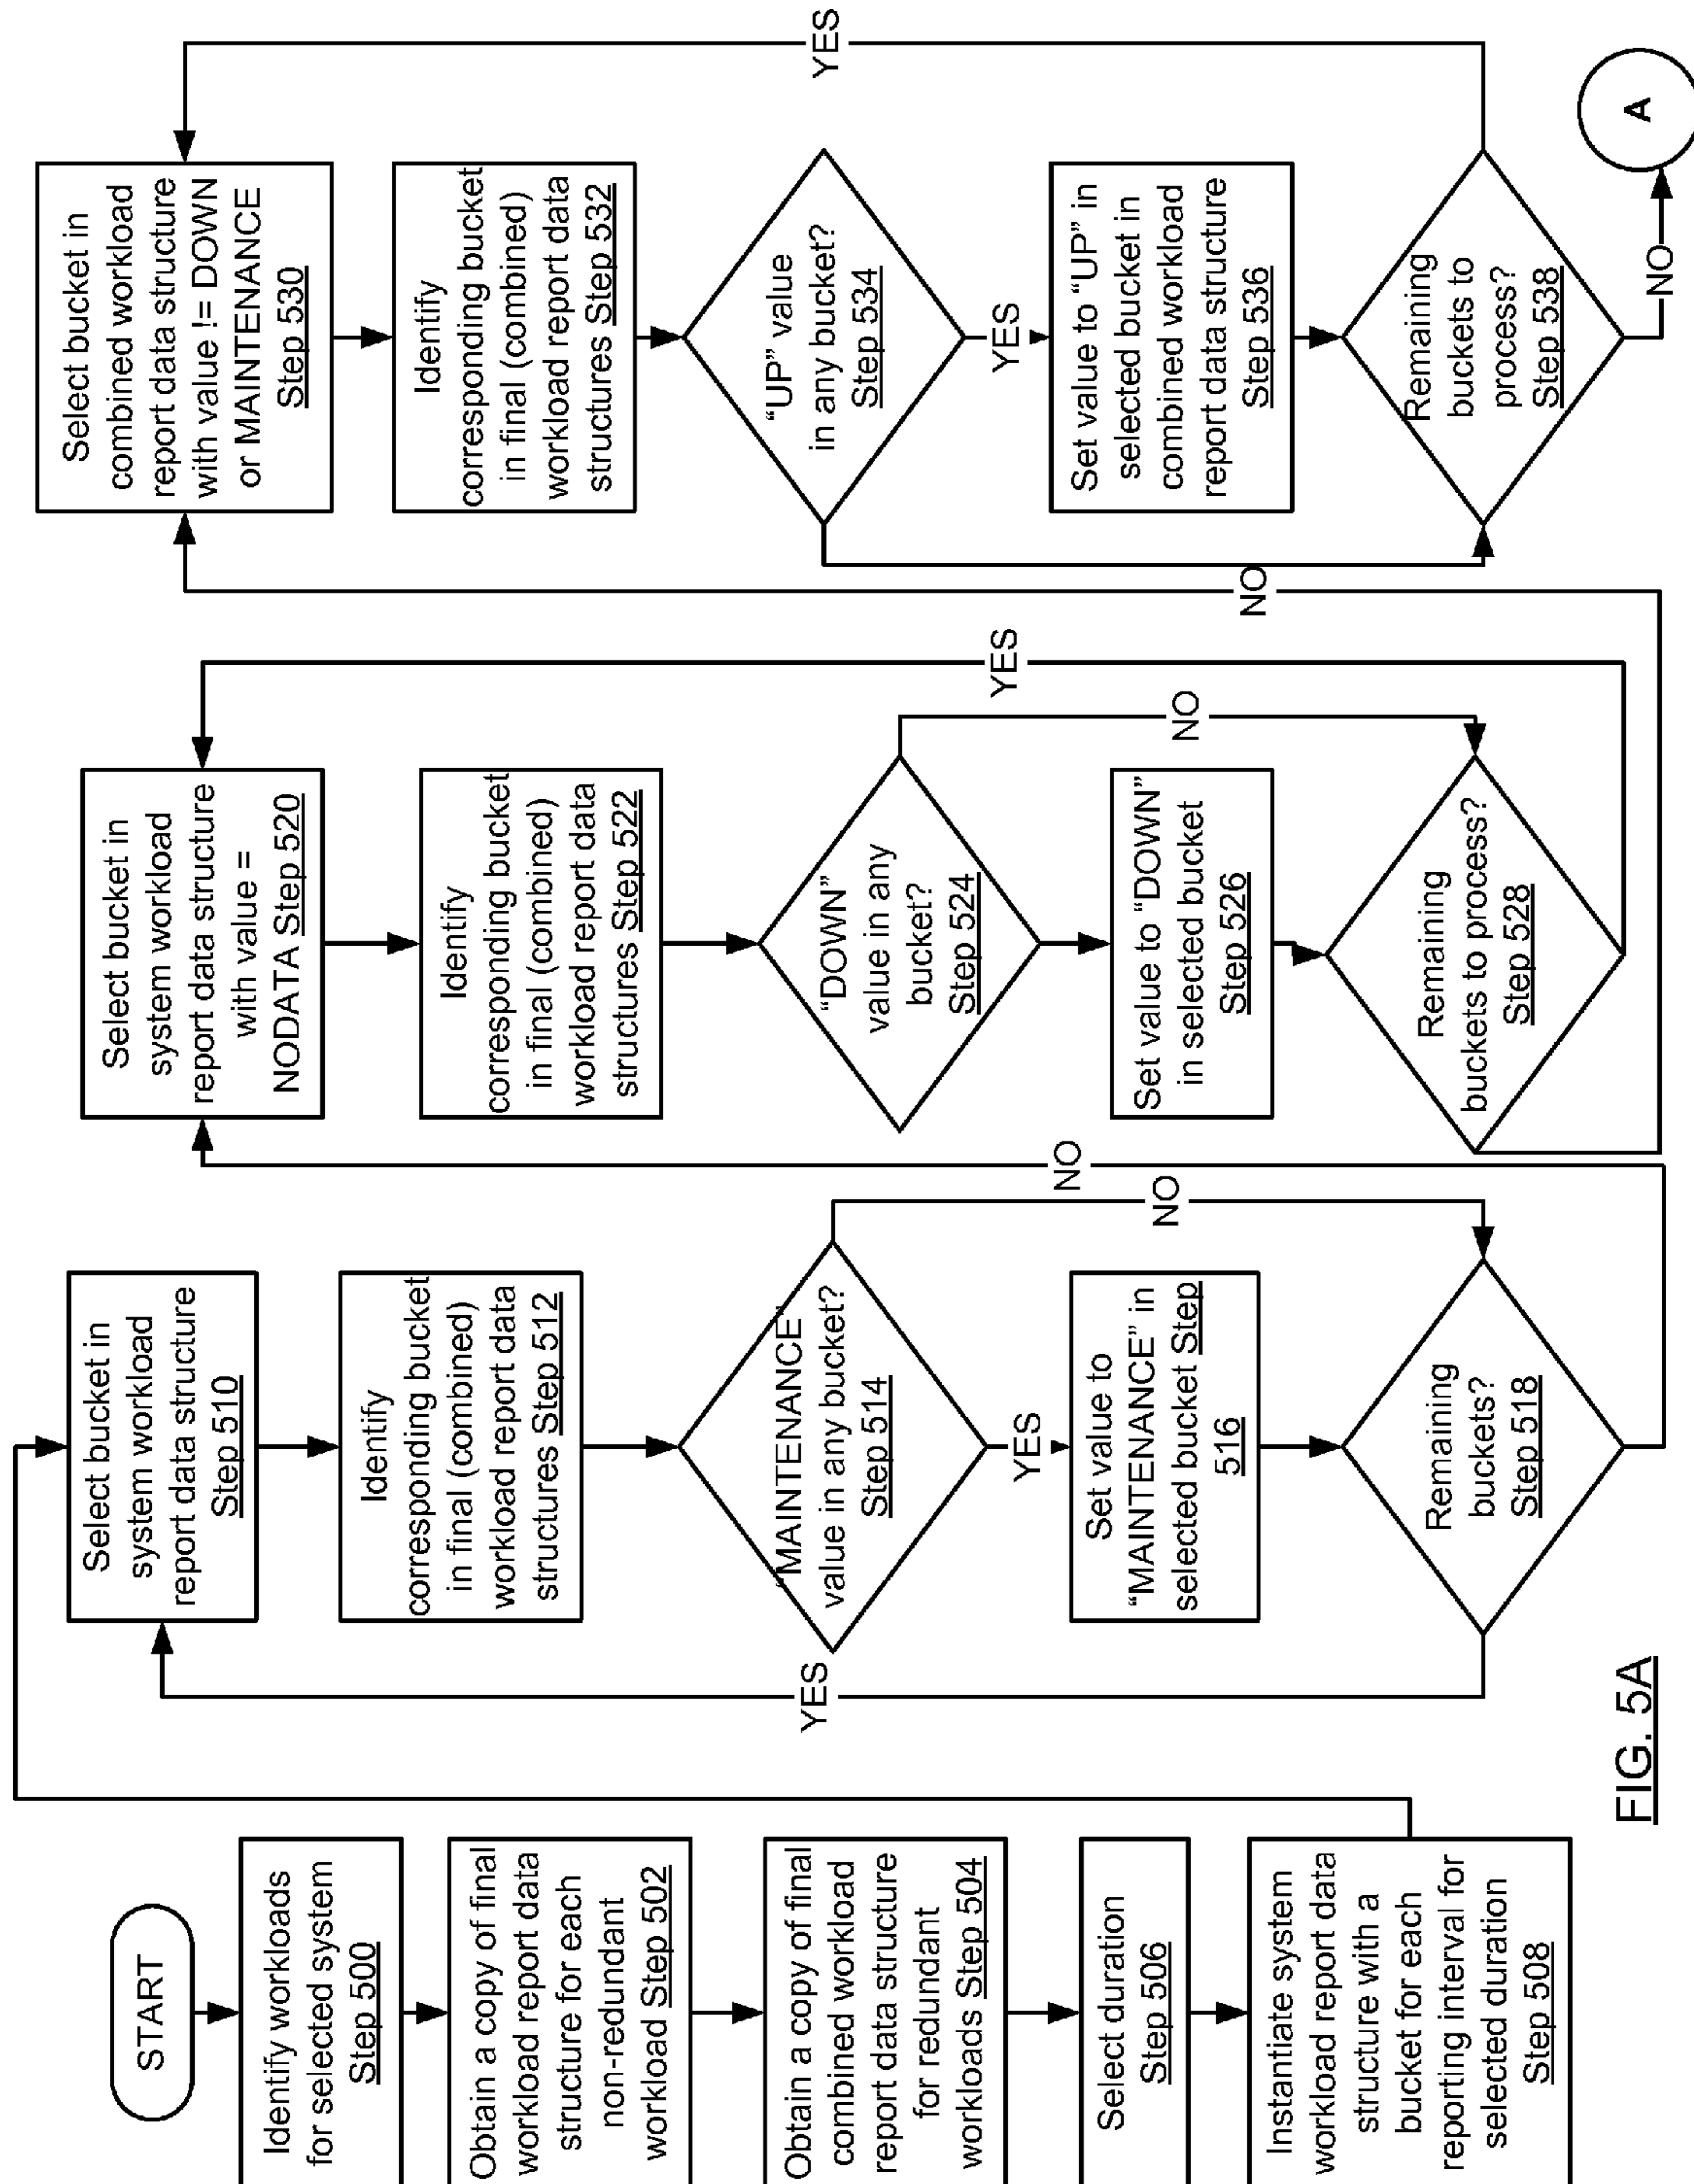 START
Identify workloads
for selected system
Step 500
Obtain a copy of final
workload report data
structure for each
non-redundant
workload Step 502
Obtain a copy of final
combined workload
report data structure
for redundant
workloads Step 504
Select duration
Step 506
Instantiate system
workload report data
structure with a
bucket for each
reporting interval for
selected duration
Step 508
Select bucket in
system workload
report data structure
Step 510
Identify
corresponding bucket
in final (combined)
workload report data
structures Step 512
“MAINTENANCE”
value in any bucket?
Step 514
YES
NO
Set value to
“MAINTENANCE” in
selected bucket Step
516
Remaining
buckets?
Step 518
YES
NO
Select bucket in
system workload
report data structure
with value =
NODATA Step 520
Identify
corresponding bucket
in final (combined)
workload report data
structures Step 522
“DOWN”
value in any
bucket?
Step 524
NO
Set value to “DOWN”
in selected bucket
Step 526
Remaining
buckets to process?
Step 528
YES
NO
Select bucket in
combined workload
report data structure
with value != DOWN
or MAINTENANCE
Step 530
Identify
corresponding bucket
in final (combined)
workload report data
structures Step 532
“UP” value
in any bucket?
Step 534
YES
Set value to “UP” in
selected bucket in
combined workload
report data structure
Step 536
Remaining
buckets to
process?
Step 538
YES
NO
A
FIG. 5A